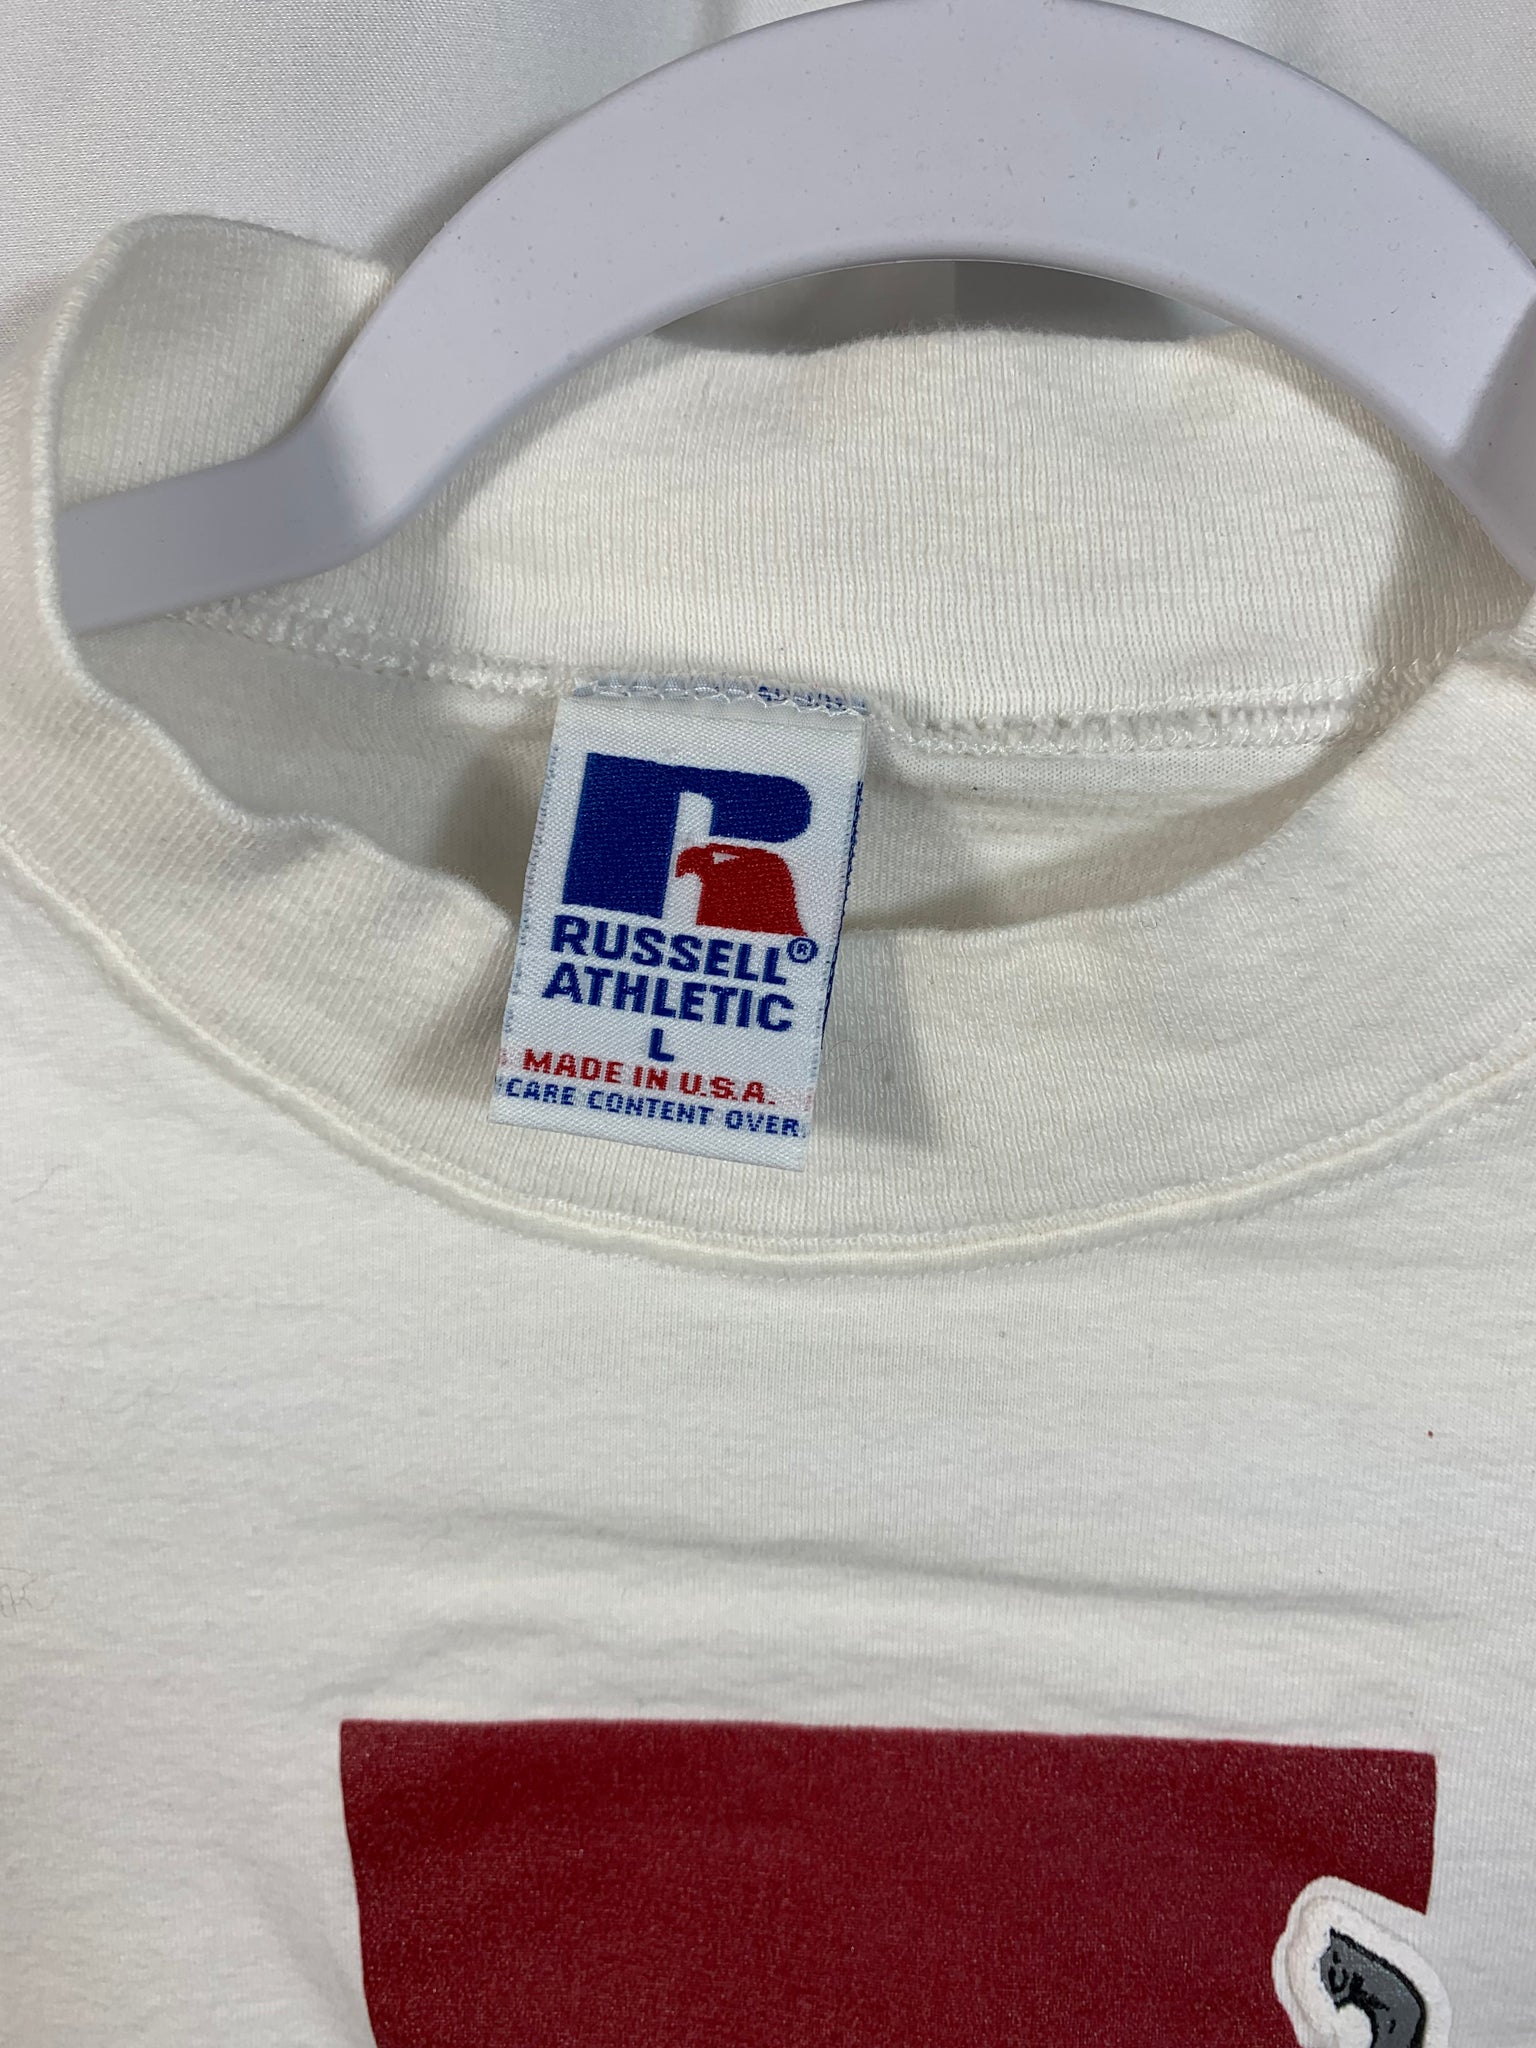 RUSSELL®
ATHLETIC
L
MADE IN U.S.A.
CARE CONTENT OVER